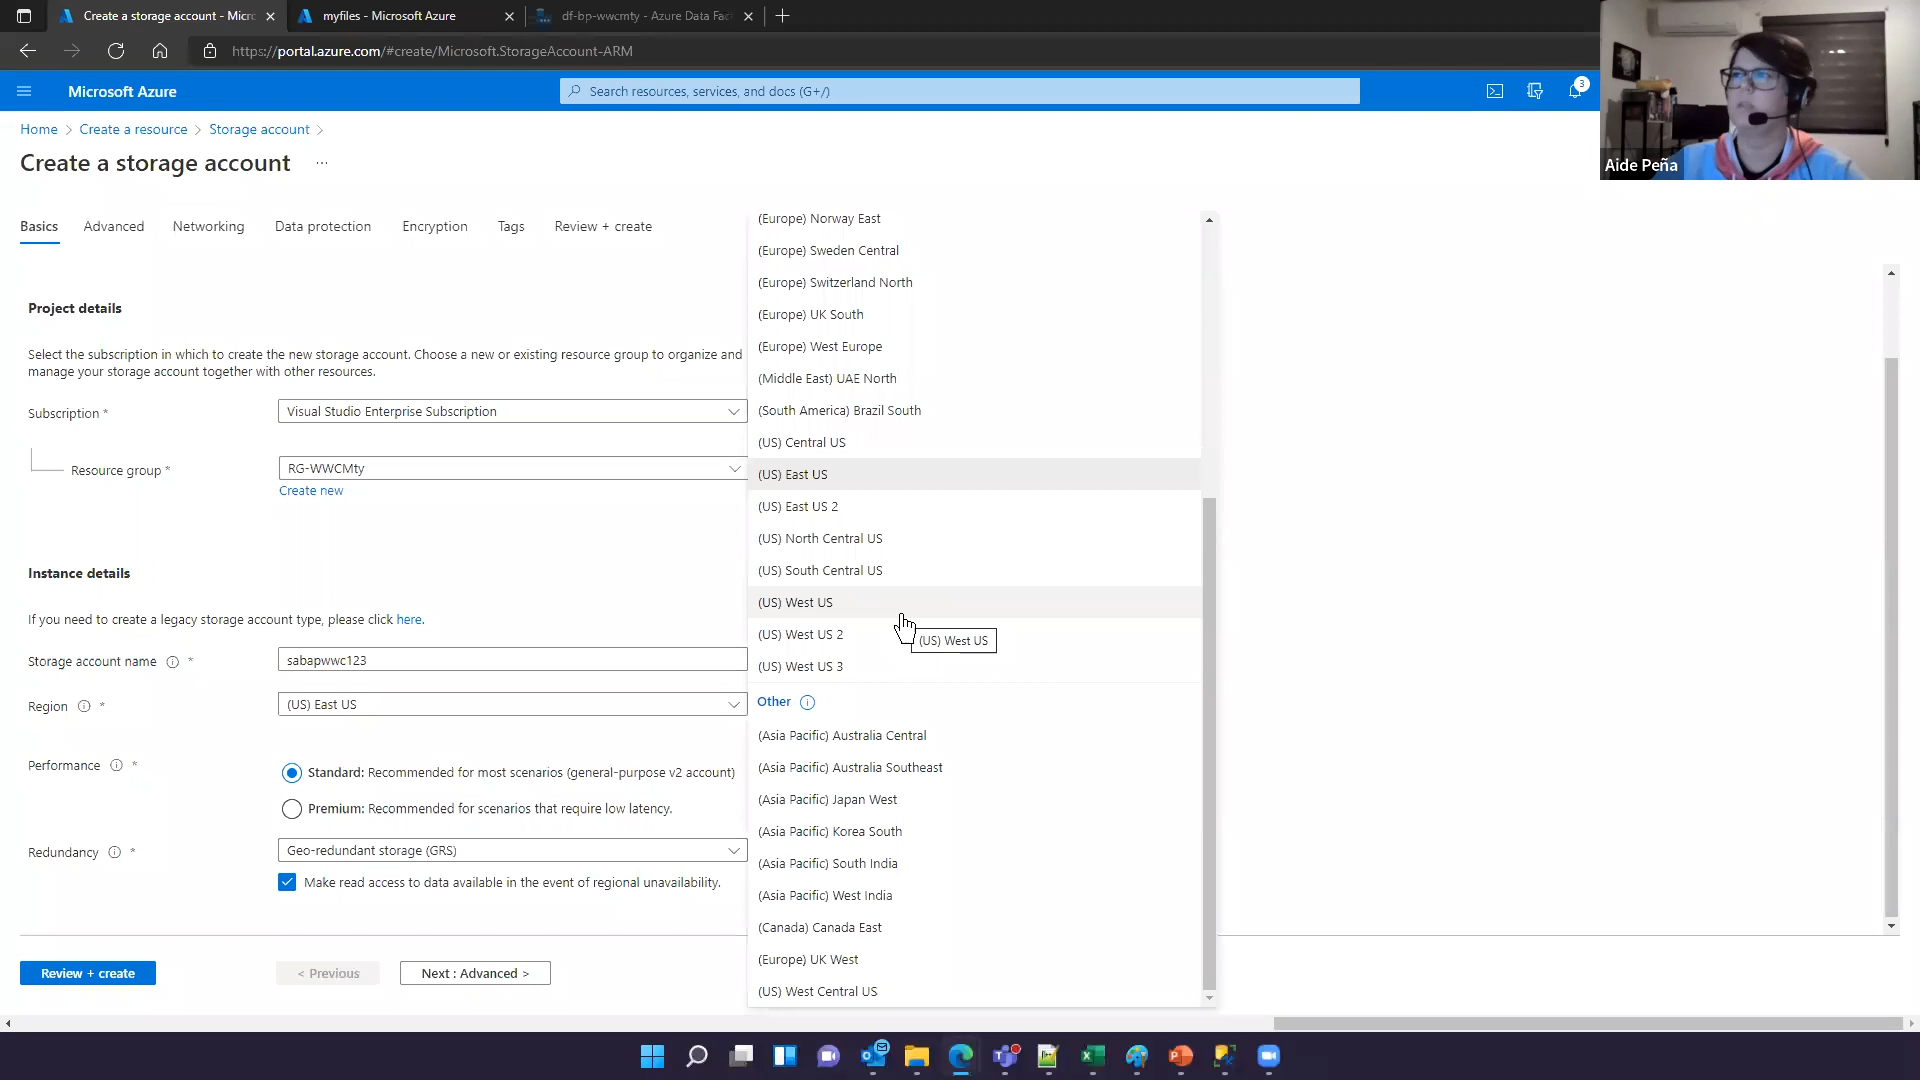 Create a storage account - Micro
myfiles - Microsoft Azure
df-bp-wwcmty - Azure Data Fac
https://portal.azure.com/#create/Microsoft.StorageAccount-ARM
Microsoft Azure
Search resources, services, and docs (G+/)
3
Home > Create a resource > Storage account >
Create a storage account ...
Aide Peña
Basics
Advanced
Networking
Data protection
Encryption
Tags
Review + create
Project details
Select the subscription in which to create the new storage account. Choose a new or existing resource group to organize and
manage your storage account together with other resources.
Subscription *
Visual Studio Enterprise Subscription
Resource group *
RG-WWCMty
Create new
Instance details
If you need to create a legacy storage account type, please click here.
Storage account name *
sabapwwc123
Region *
(US) East US
Performance *
Standard: Recommended for most scenarios (general-purpose v2 account)
Premium: Recommended for scenarios that require low latency.
Redundancy *
Geo-redundant storage (GRS)
Make read access to data available in the event of regional unavailability.
Review + create
< Previous
Next : Advanced >
(Europe) Norway East
(Europe) Sweden Central
(Europe) Switzerland North
(Europe) UK South
(Europe) West Europe
(Middle East) UAE North
(South America) Brazil South
(US) Central US
(US) East US
(US) East US 2
(US) North Central US
(US) South Central US
(US) West US
(US) West US 2
(US) West US
(US) West US 3
Other
(Asia Pacific) Australia Central
(Asia Pacific) Australia Southeast
(Asia Pacific) Japan West
(Asia Pacific) Korea South
(Asia Pacific) South India
(Asia Pacific) West India
(Canada) Canada East
(Europe) UK West
(US) West Central US